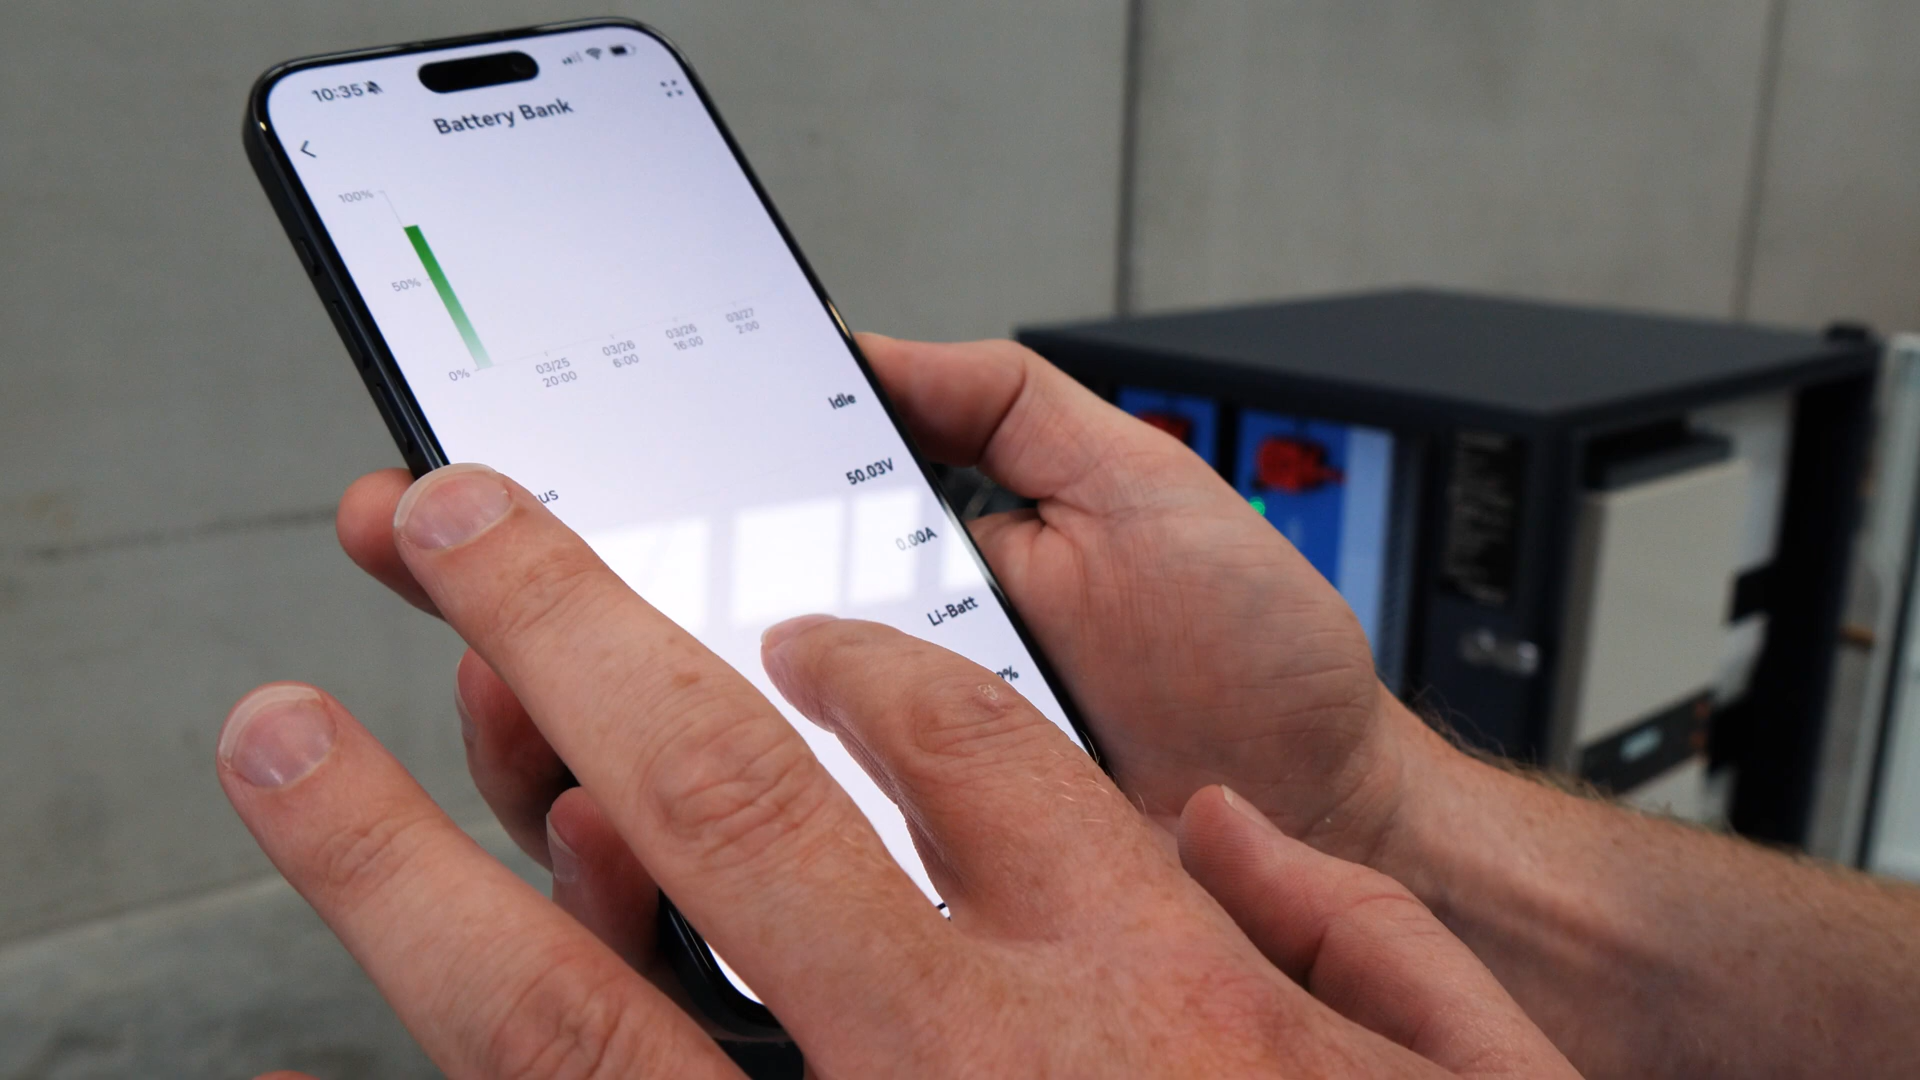 10:35
Battery Bank
100%
50%
0%
03/25
20:00
03/26
6:00
03/26
16:00
03/27
2:00
Idle
us
50.03V
0.00A
Li-Batt
%